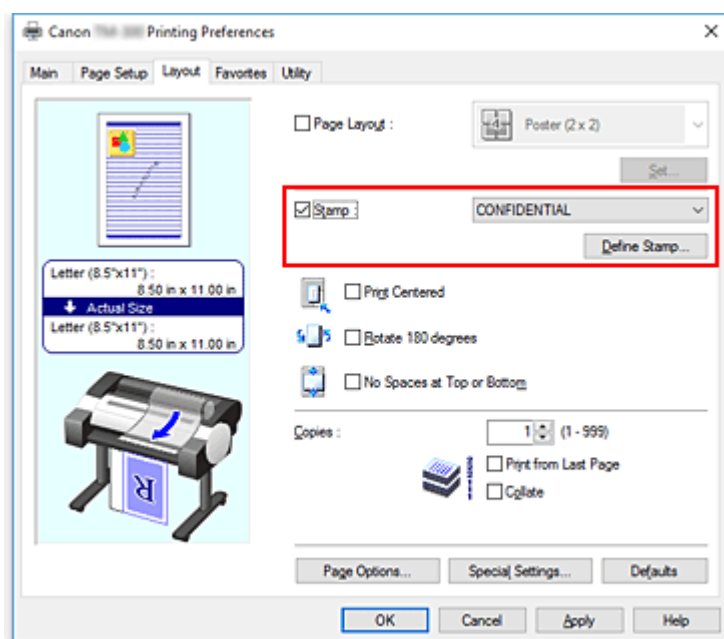 Canon Printing Preferences
Main Page Setup Layout Favorites Utility
Page Layout : 4 Poster (2 x 2)
Set...
Stamp : CONFIDENTIAL
Define Stamp...
Letter (8.5"x11") :
8.50 in x 11.00 in
Actual Size
Letter (8.5"x11") :
8.50 in x 11.00 in
Print Centered
Rotate 180 degrees
No Spaces at Top or Bottom
Copies : 1 (1 - 999)
Print from Last Page
Collate
R
Page Options... Special Settings... Defaults
OK Cancel Apply Help